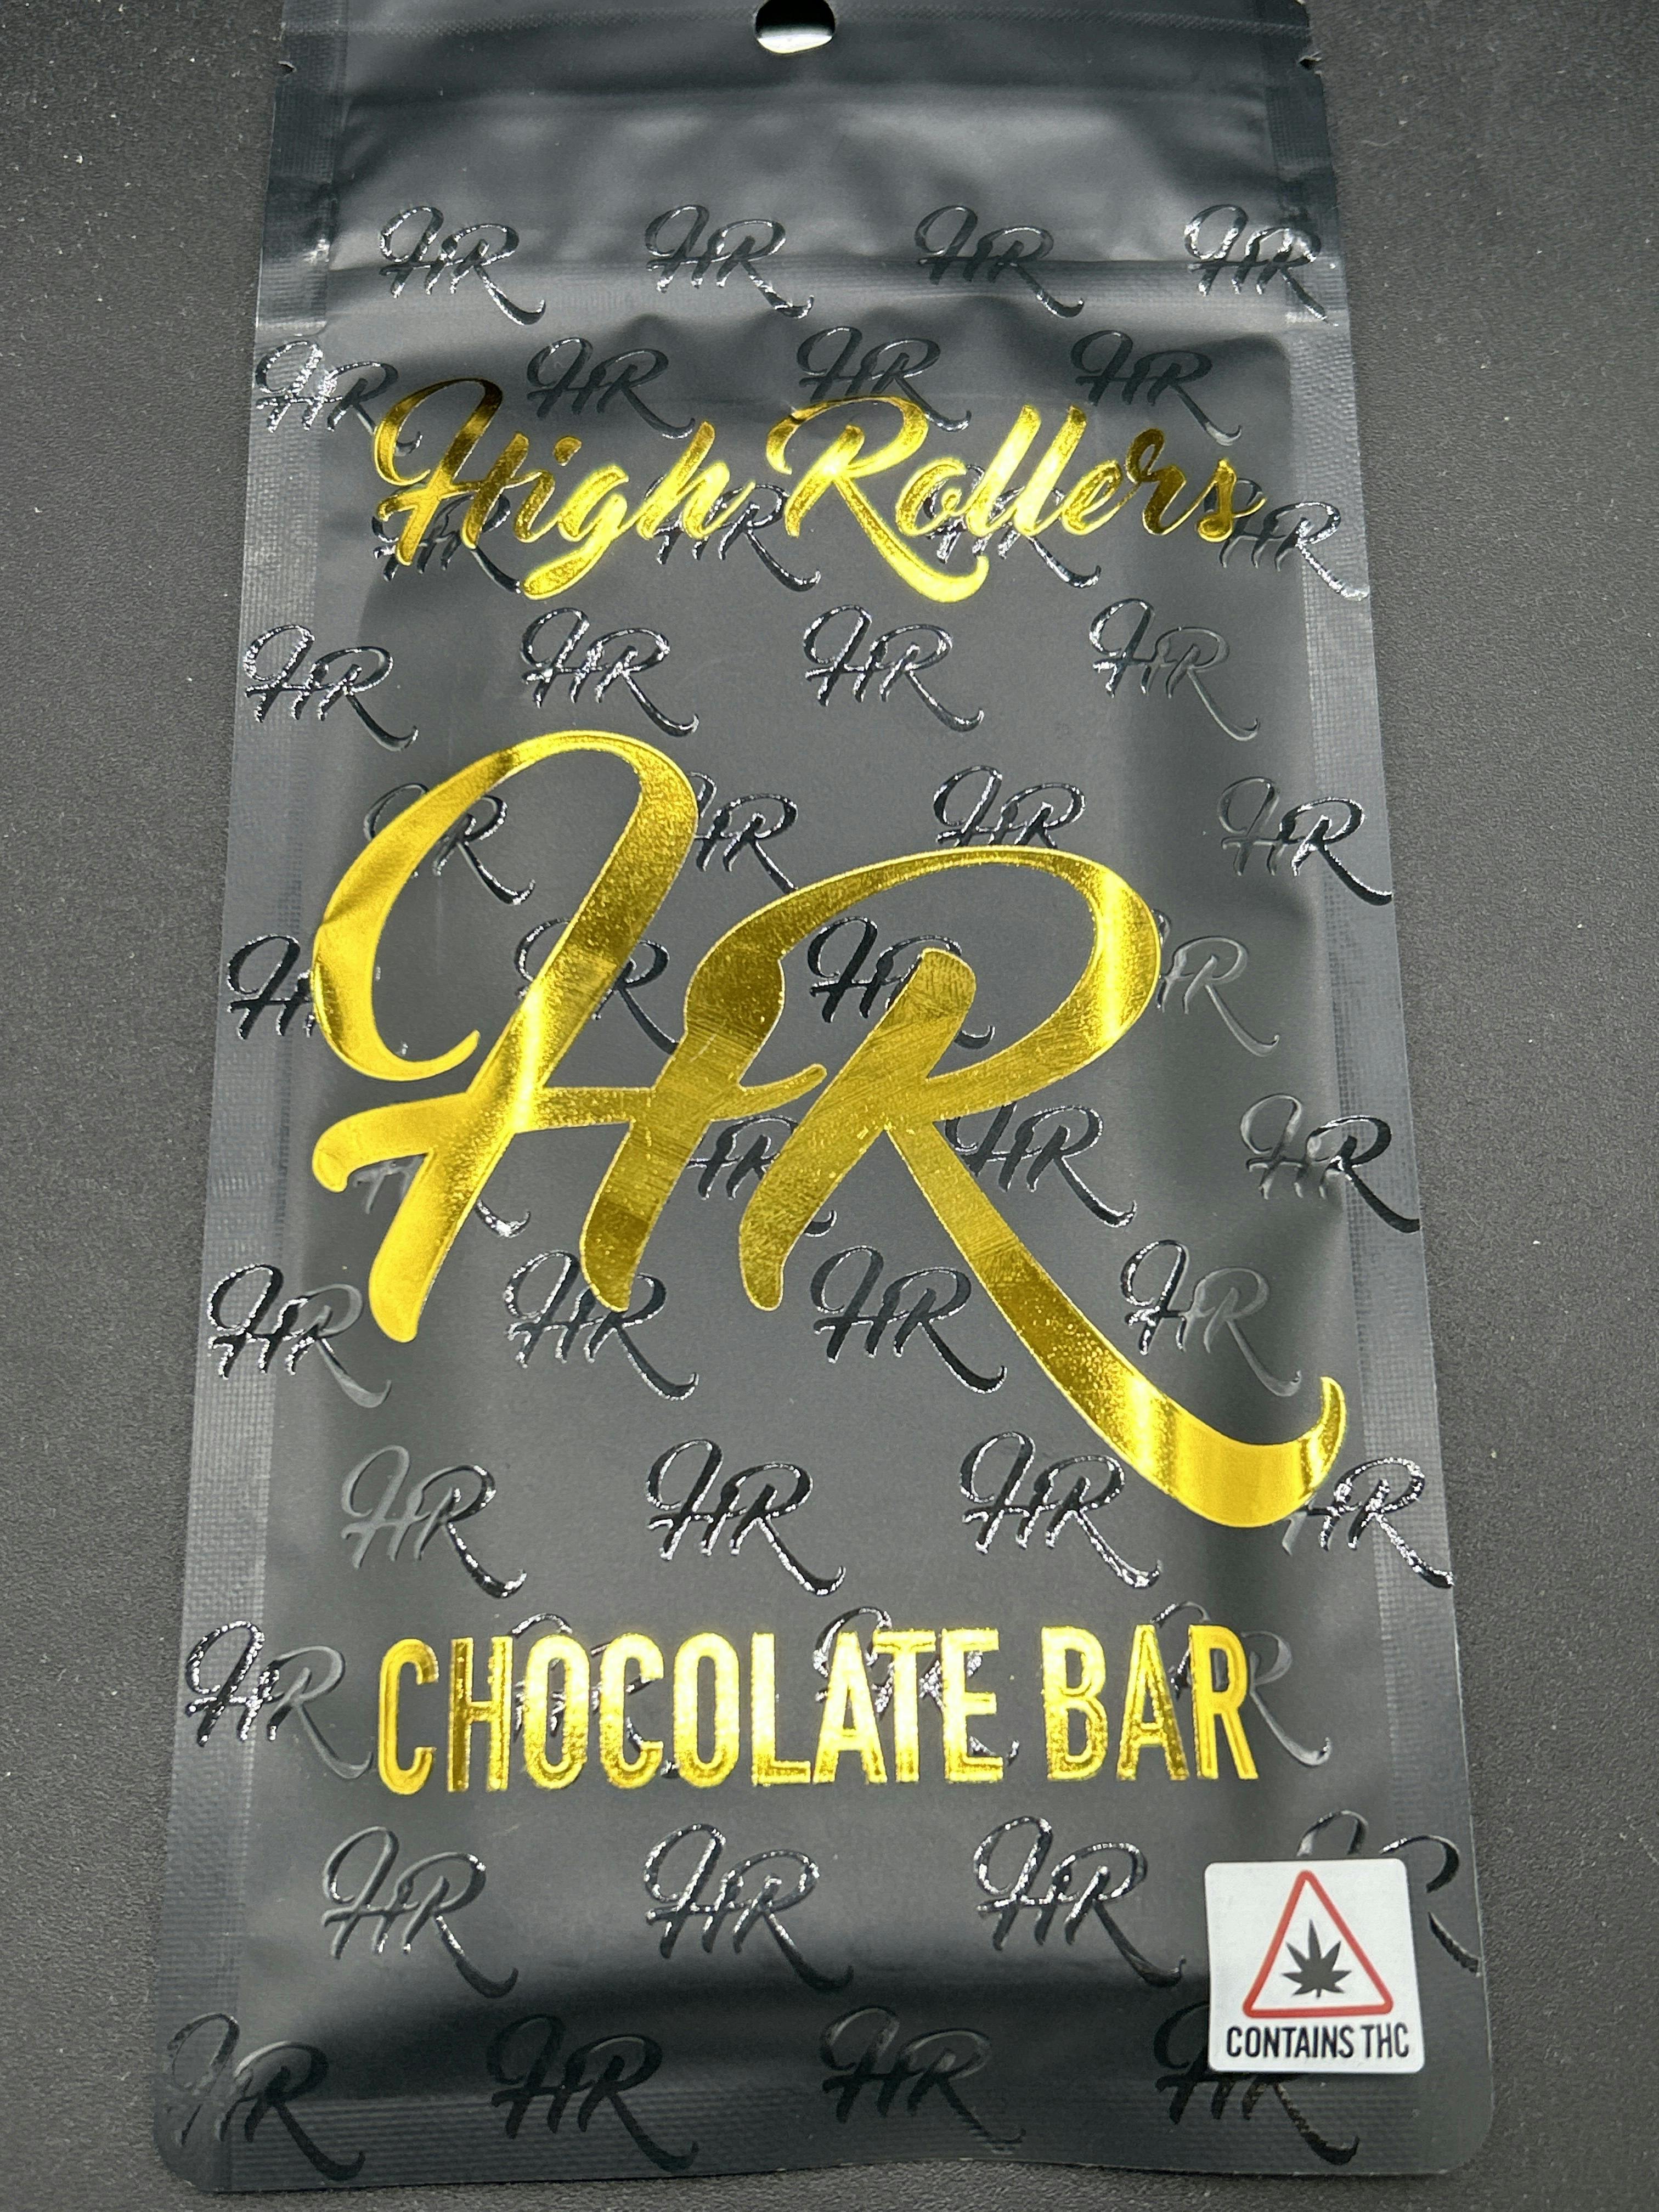 High Rollers
HR
CHOCOLATE BAR
CONTAINS THC